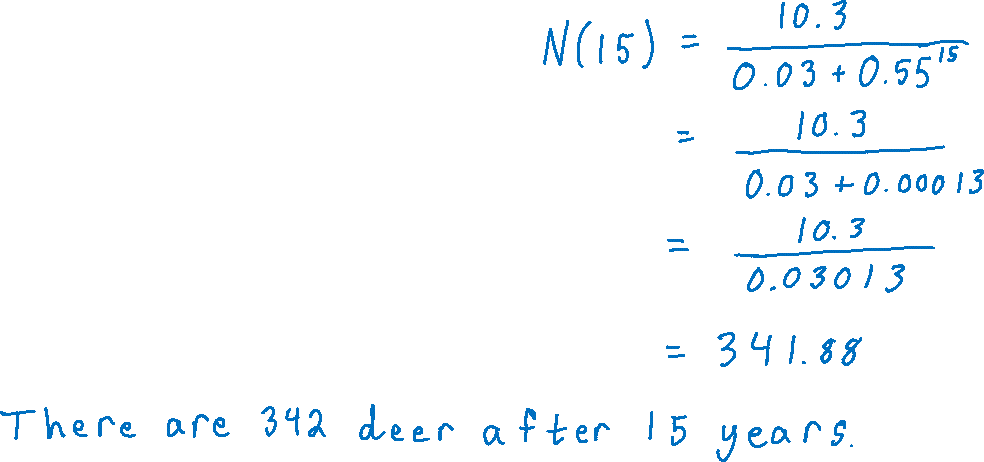 N(15) = 10.3 / (0.03 + 0.55^15)
= 10.3 / (0.03 + 0.00013)
= 10.3 / 0.03013
= 341.88
There are 342 deer after 15 years.